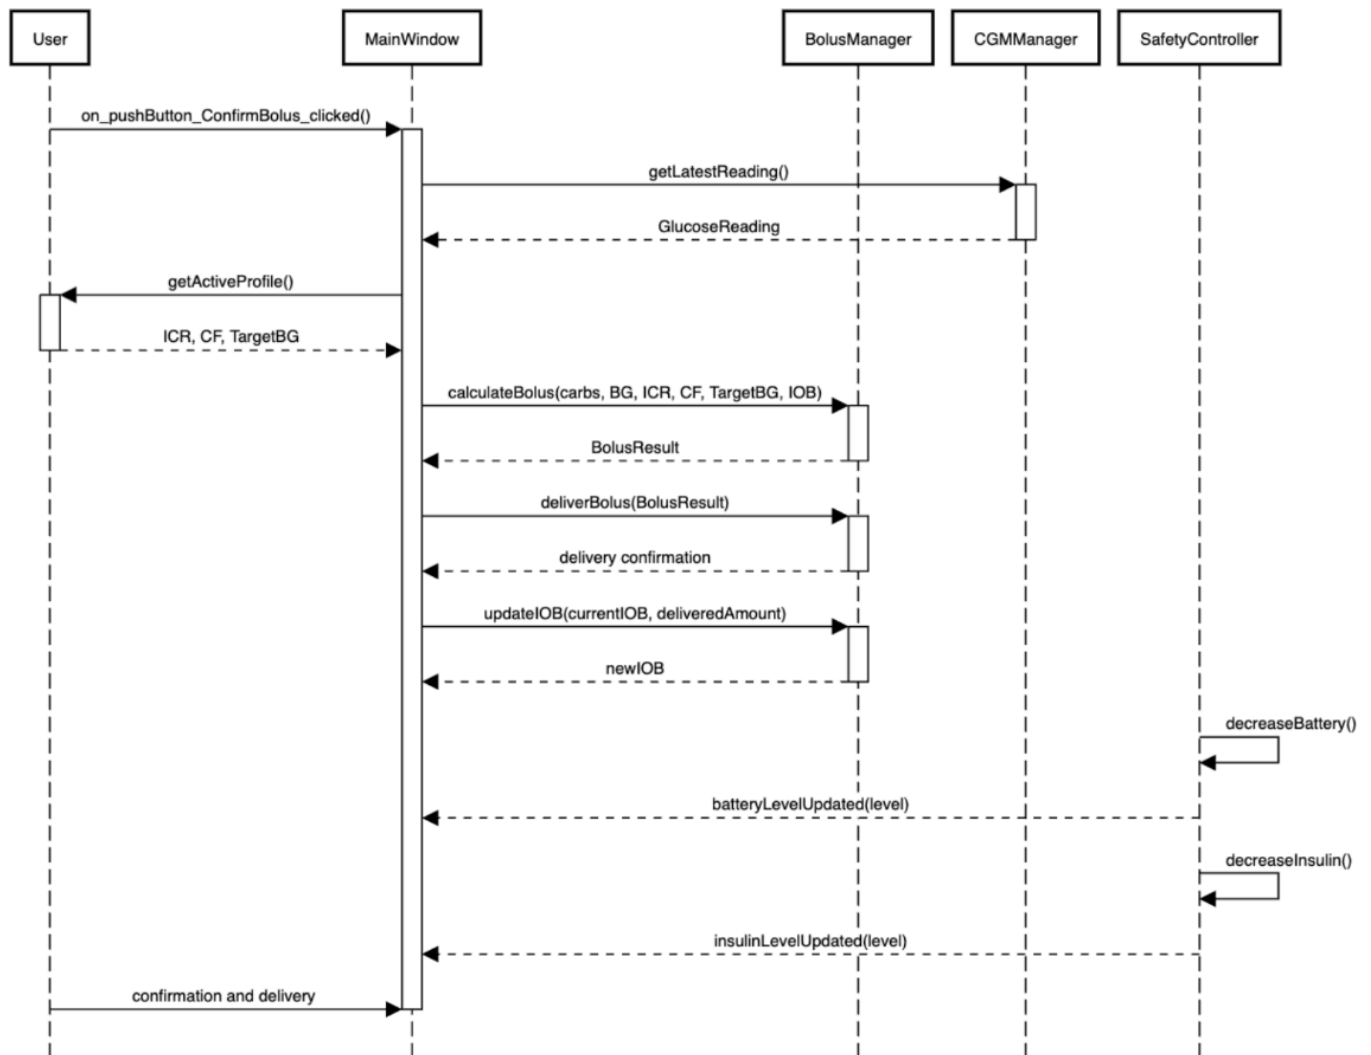 User
MainWindow
BolusManager
CGMManager
SafetyController
on_pushButton_ConfirmBolus_clicked()
getLatestReading()
GlucoseReading
getActiveProfile()
ICR, CF, TargetBG
calculateBolus(carbs, BG, ICR, CF, TargetBG, IOB)
BolusResult
deliverBolus(BolusResult)
delivery confirmation
updateIOB(currentIOB, deliveredAmount)
newIOB
decreaseBattery()
batteryLevelUpdated(level)
decreaseInsulin()
insulinLevelUpdated(level)
confirmation and delivery